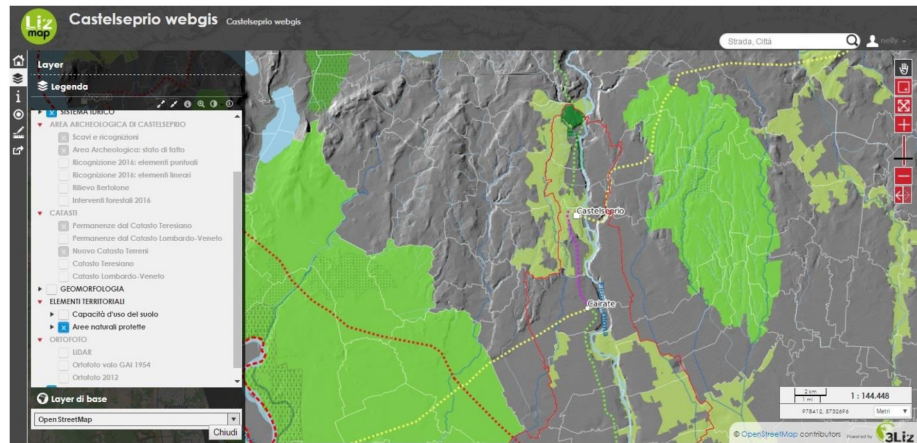 Liz
map
Castelseprio webgis Castelseprio webgis
Strada, Città
nelly
Layer
Legenda
SISTEMA IDRICO
AREA ARCHEOLOGICA DI CASTELSEPRIO
Scavi e ricognizioni
Area Archeologica: stato di fatto
Ricognizione 2016: elementi puntuali
Ricognizione 2016: elementi lineari
Rilievo Bertolone
Interventi forestali 2016
CATASTI
Permanenze dal Catasto Teresiano
Permanenze dal Catasto Lombardo-Veneto
Nuovo Catasto Terreni
Catasto Teresiano
Catasto Lombardo-Veneto
GEOMORFOLOGIA
ELEMENTI TERRITORIALI
Capacità d'uso del suolo
Aree naturali protette
ORTOFOTO
LiDAR
Ortofoto volo GAI 1954
Ortofoto 2012
Layer di base
OpenStreetMap
Chiudi
Castelseprio
Cairate
2 km
1 mi
1 : 144.448
Metri
© OpenStreetMap contributors
Powered by
3Liz